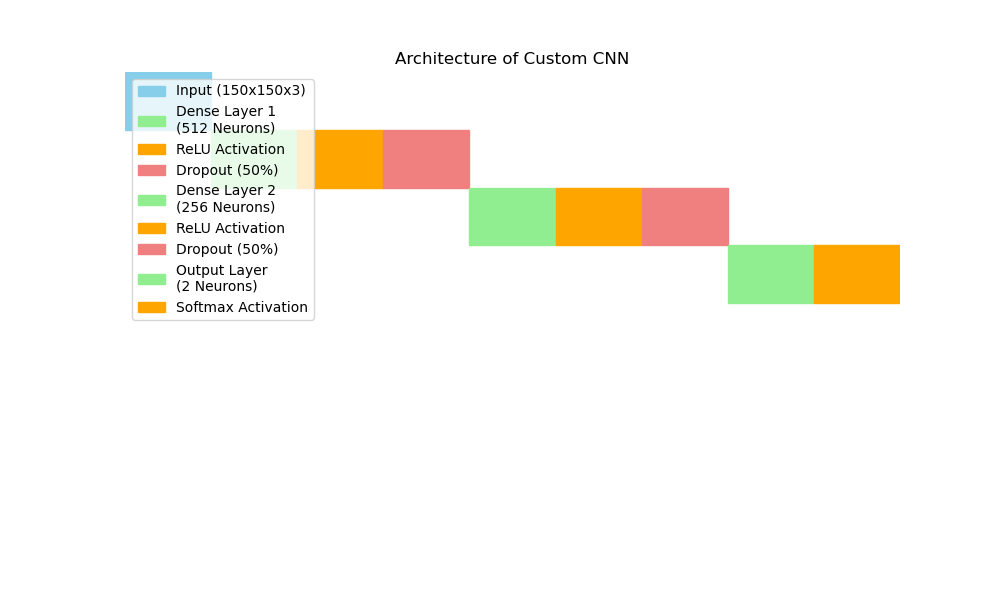 Architecture of Custom CNN
Input (150x150x3)
Dense Layer 1
(512 Neurons)
ReLU Activation
Dropout (50%)
Dense Layer 2
(256 Neurons)
ReLU Activation
Dropout (50%)
Output Layer
(2 Neurons)
Softmax Activation